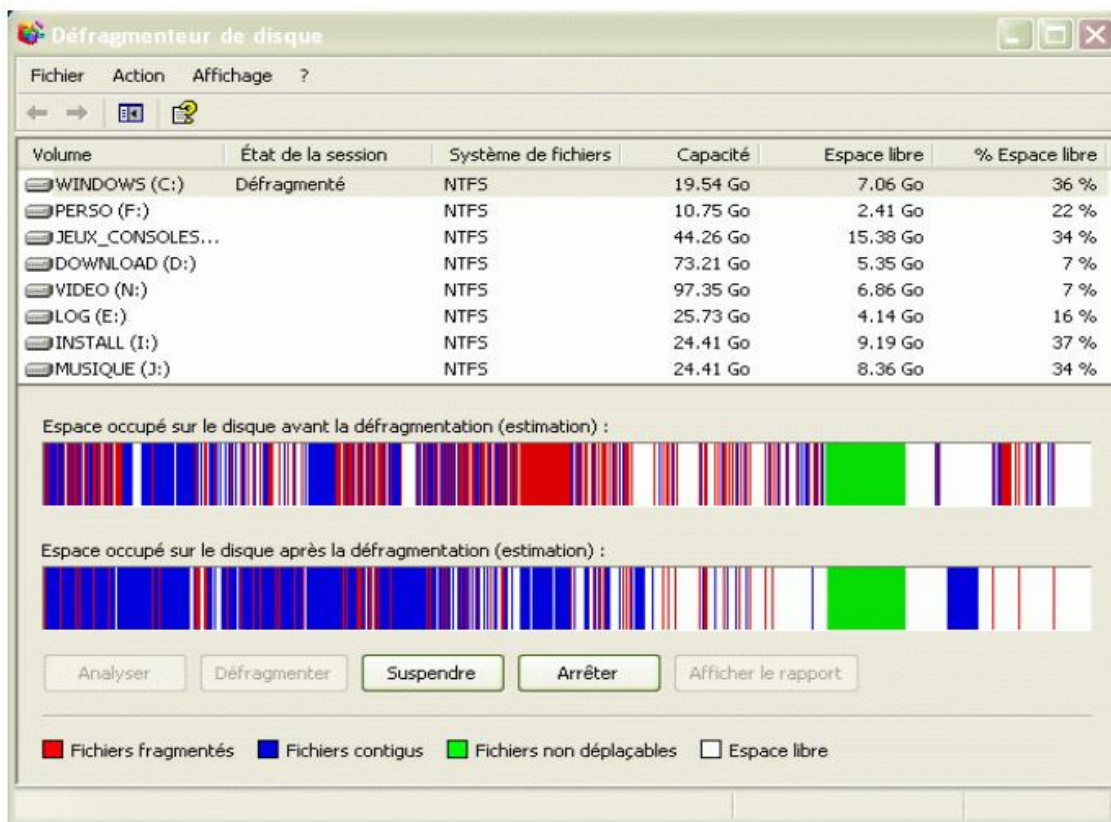 Défragmenteur de disque
Fichier Action Affichage ?
Volume État de la session Système de fichiers Capacité Espace libre % Espace libre
WINDOWS (C:) Défragmenté NTFS 19.54 Go 7.06 Go 36 %
PERSO (F:) NTFS 10.75 Go 2.41 Go 22 %
JEUX_CONSOLES... NTFS 44.26 Go 15.38 Go 34 %
DOWNLOAD (D:) NTFS 73.21 Go 5.35 Go 7 %
VIDEO (N:) NTFS 97.35 Go 6.86 Go 7 %
LOG (E:) NTFS 25.73 Go 4.14 Go 16 %
INSTALL (I:) NTFS 24.41 Go 9.19 Go 37 %
MUSIQUE (J:) NTFS 24.41 Go 8.36 Go 34 %
Espace occupé sur le disque avant la défragmentation (estimation) :
Espace occupé sur le disque après la défragmentation (estimation) :
Analyser Défragmenter Suspendre Arrêter Afficher le rapport
Fichiers fragmentés Fichiers contigus Fichiers non déplaçables Espace libre